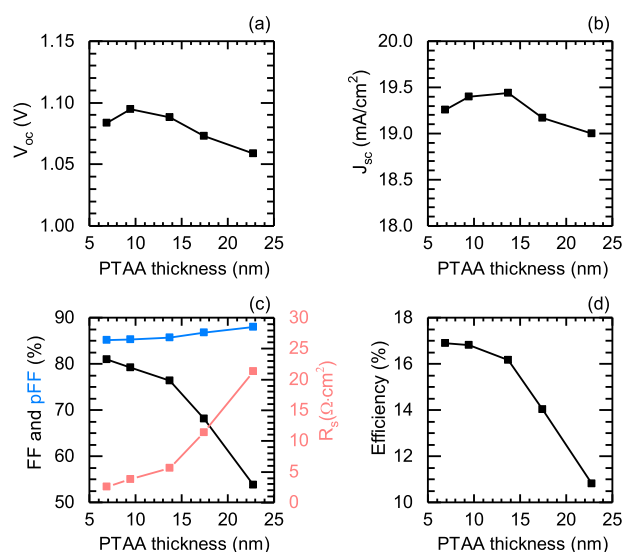 (a)
1.15
1.10
1.05
1.00
V_oc (V)
5 10 15 20 25
PTAA thickness (nm)
(b)
20.0
19.5
19.0
18.5
18.0
J_sc (mA/cm²)
5 10 15 20 25
PTAA thickness (nm)
(c)
90
80
70
60
50
FF and pFF (%)
30
25
20
15
10
5
0
R_s(Ω·cm²)
5 10 15 20 25
PTAA thickness (nm)
(d)
18
16
14
12
10
Efficiency (%)
5 10 15 20 25
PTAA thickness (nm)